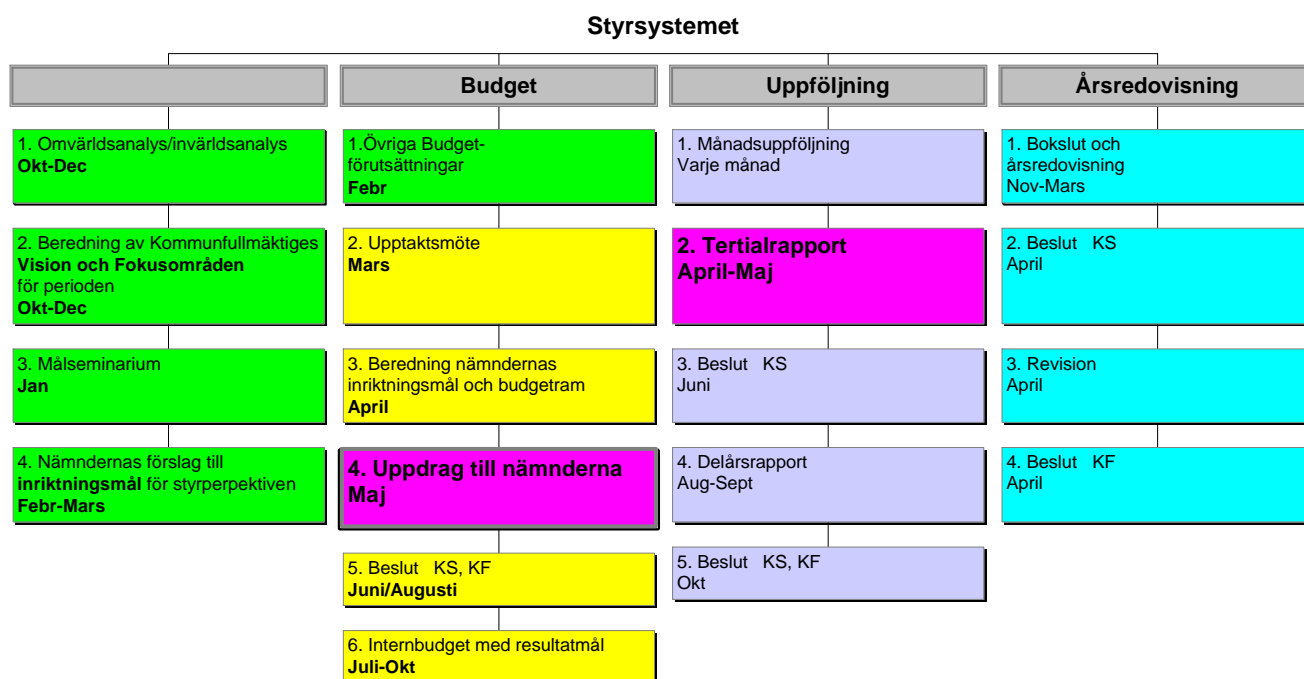 Styrsystemet
Budget
Uppföljning
Årsredovisning
1. Omvärldsanalys/invärldsanalys
Okt-Dec
2. Beredning av Kommunfullmäktiges
Vision och Fokusområden
för perioden
Okt-Dec
3. Målseminarium
Jan
4. Nämndernas förslag till
inriktningsmål för styrperpektiven
Febr-Mars
1.Övriga Budget-
förutsättningar
Febr
2. Upptaktsmöte
Mars
3. Beredning nämndernas
inriktningsmål och budgetram
April
4. Uppdrag till nämnderna
Maj
5. Beslut KS, KF
Juni/Augusti
6. Internbudget med resultatmål
Juli-Okt
1. Månadsuppföljning
Varje månad
2. Tertialrapport
April-Maj
3. Beslut KS
Juni
4. Delårsrapport
Aug-Sept
5. Beslut KS, KF
Okt
1. Bokslut och
årsredovisning
Nov-Mars
2. Beslut KS
April
3. Revision
April
4. Beslut KF
April